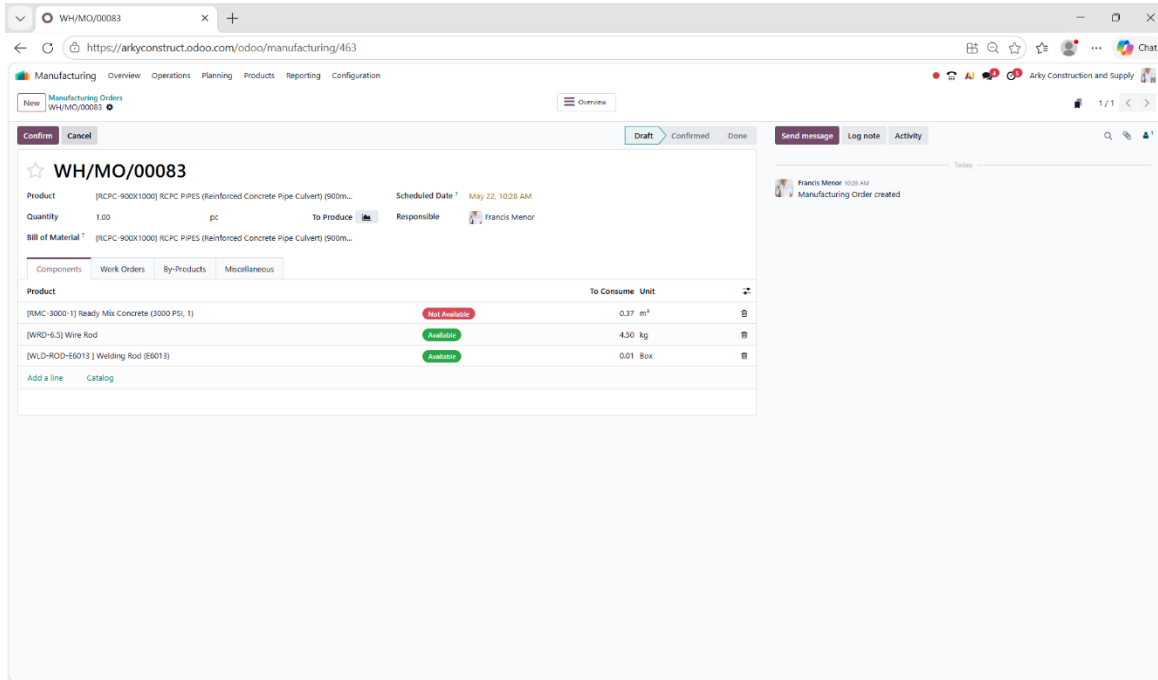 WH/MO/00083
https://arkyconstruct.odoo.com/odoo/manufacturing/463
Chat
Manufacturing Overview Operations Planning Products Reporting Configuration
Arky Construction and Supply
New Manufacturing Orders
WH/MO/00083
Overview
1/1
Confirm Cancel
Draft Confirmed Done
Send message Log note Activity
1
WH/MO/00083
Product [RCPC-900X1000] RCPC PIPES (Reinforced Concrete Pipe Culvert) (900m...
Scheduled Date ? May 22, 10:28 AM
Quantity 1.00 pc To Produce
Responsible Francis Menor
Bill of Material ? [RCPC-900X1000] RCPC PIPES (Reinforced Concrete Pipe Culvert) (900m...
Today
Francis Menor 10:28 AM
Manufacturing Order created
Components Work Orders By-Products Miscellaneous
Product To Consume Unit
[RMC-3000-1] Ready Mix Concrete (3000 PSI, 1) Not Available 0.37 m³
[WRD-6.5] Wire Rod Available 4.50 kg
[WLD-ROD-E6013 ] Welding Rod (E6013) Available 0.01 Box
Add a line Catalog